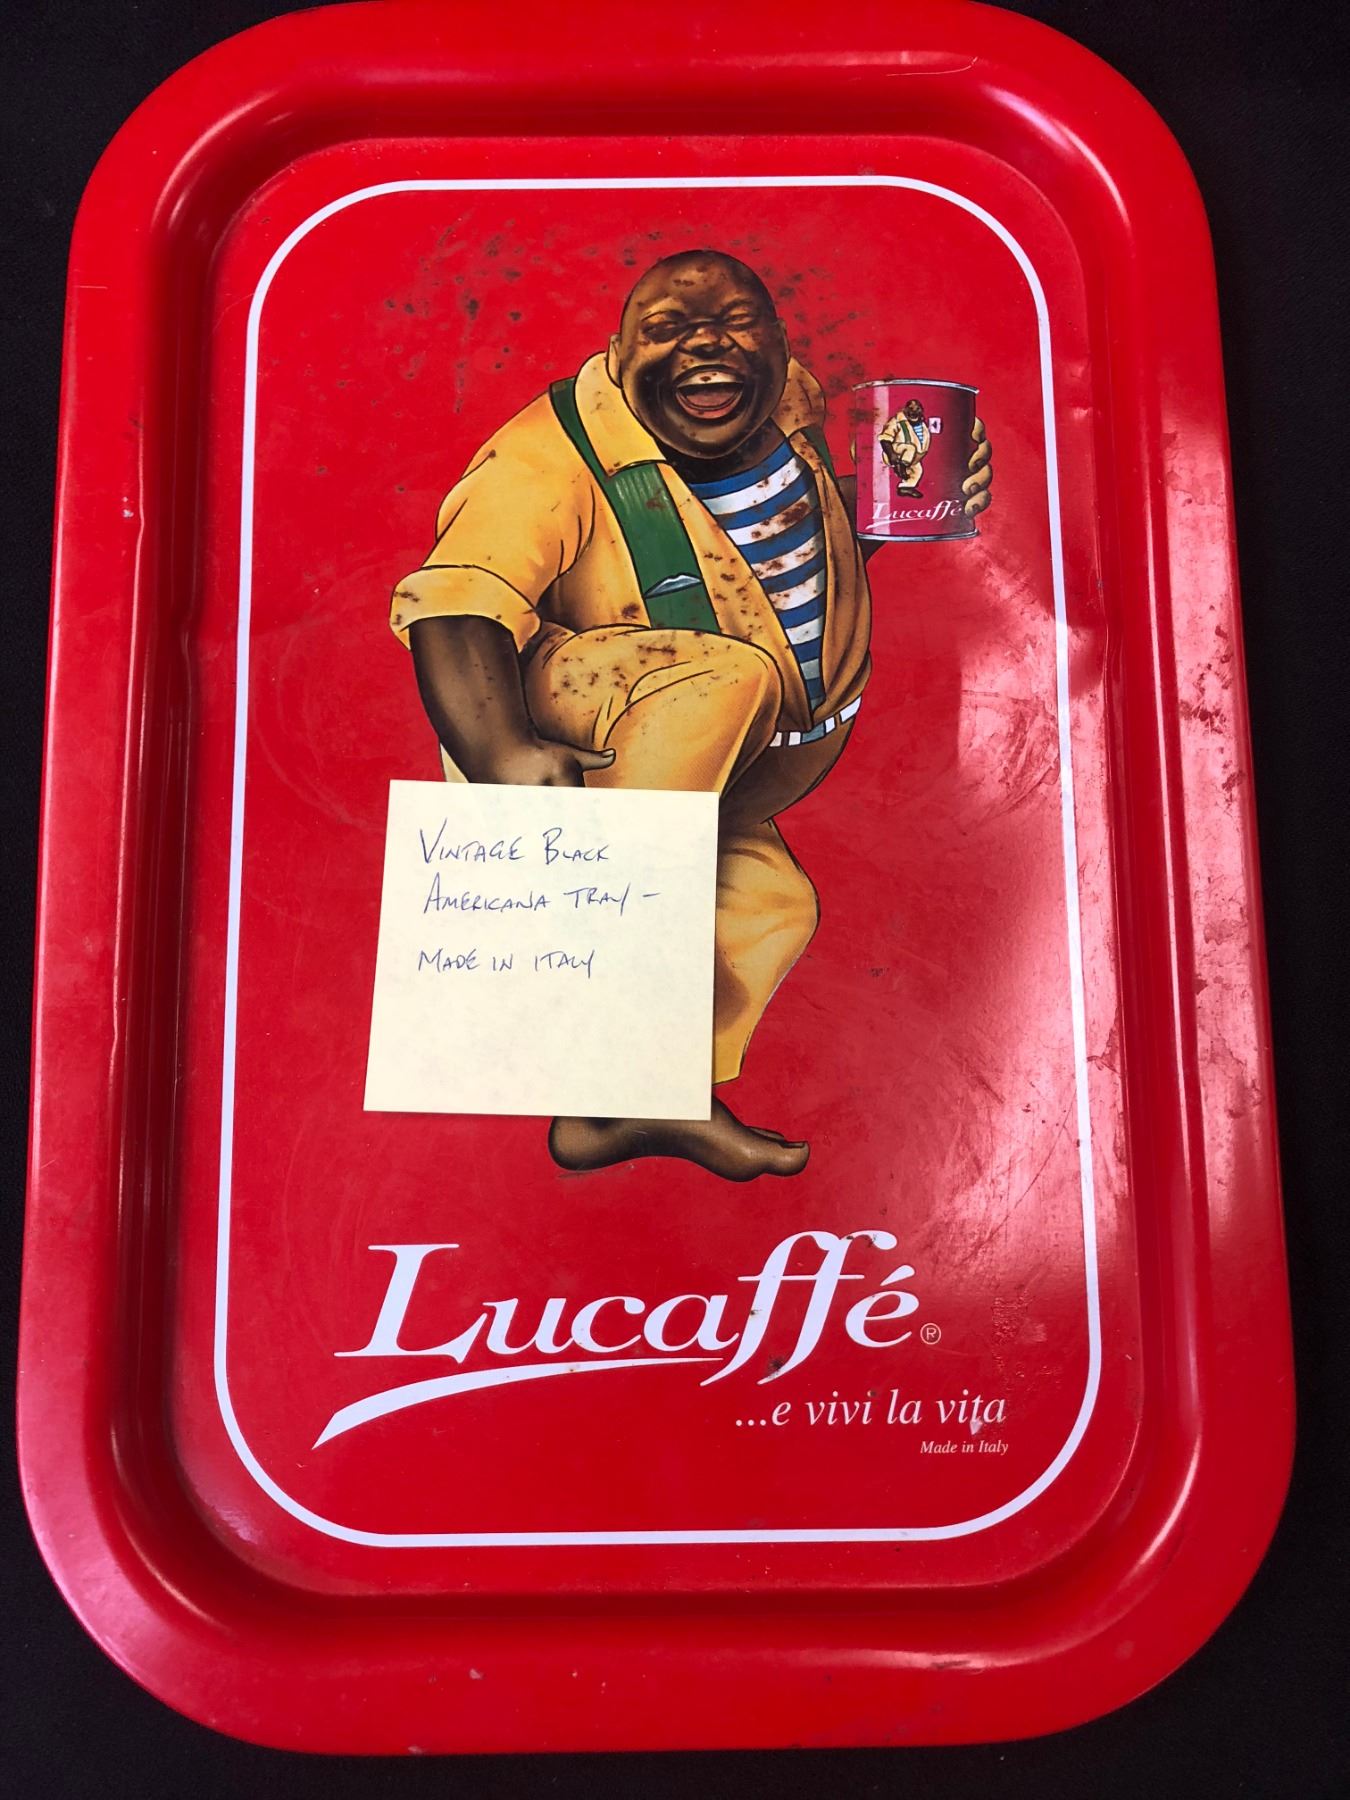 Lucaffé
VINTAGE BLACK
AMERICANA TRAY -
MADE IN ITALY
Lucaffé®
...e vivi la vita
Made in Italy